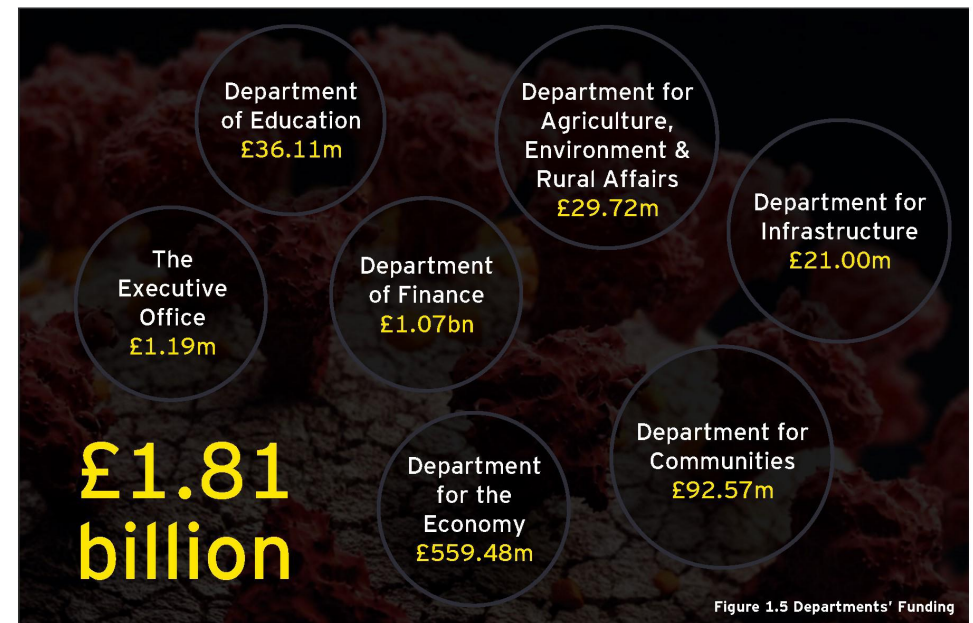 Department
of Education
£36.11m
Department for
Agriculture,
Environment &
Rural Affairs
£29.72m
Department for
Infrastructure
£21.00m
The
Executive
Office
£1.19m
Department
of Finance
£1.07bn
Department for
Communities
£92.57m
Department
for the
Economy
£559.48m
£1.81
billion
Figure 1.5 Departments' Funding